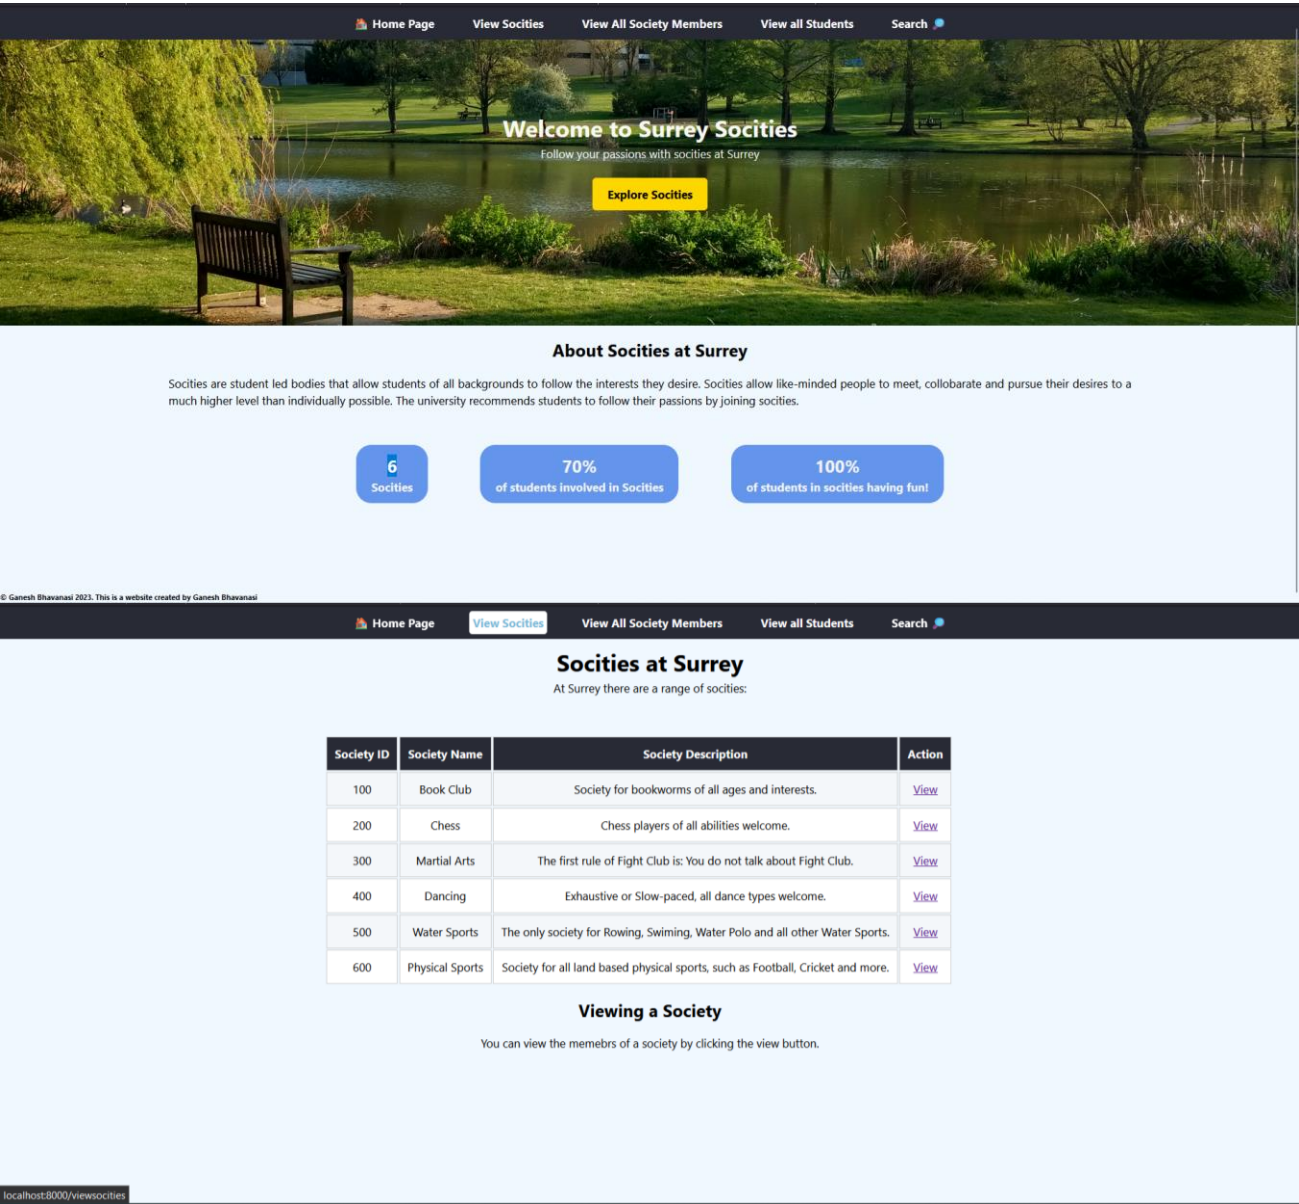 Home Page View Socities View All Society Members View all Students Search
Welcome to Surrey Socities
Follow your passions with socities at Surrey
Explore Socities
About Socities at Surrey
Socities are student led bodies that allow students of all backgrounds to follow the interests they desire. Socities allow like-minded people to meet, collobarate and pursue their desires to a
much higher level than individually possible. The university recommends students to follow their passions by joining socities.
6 70% 100%
Socities of students involved in Socities of students in socities having fun!
© Ganesh Bhavanasi 2023. This is a website created by Ganesh Bhavanasi
Home Page View Socities View All Society Members View all Students Search
Socities at Surrey
At Surrey there are a range of socities:
Society ID Society Name Society Description Action
100 Book Club Society for bookworms of all ages and interests. View
200 Chess Chess players of all abilities welcome. View
300 Martial Arts The first rule of Fight Club is: You do not talk about Fight Club. View
400 Dancing Exhaustive or Slow-paced, all dance types welcome. View
500 Water Sports The only society for Rowing, Swiming, Water Polo and all other Water Sports. View
600 Physical Sports Society for all land based physical sports, such as Football, Cricket and more. View
Viewing a Society
You can view the memebrs of a society by clicking the view button.
localhost:8000/viewsocities